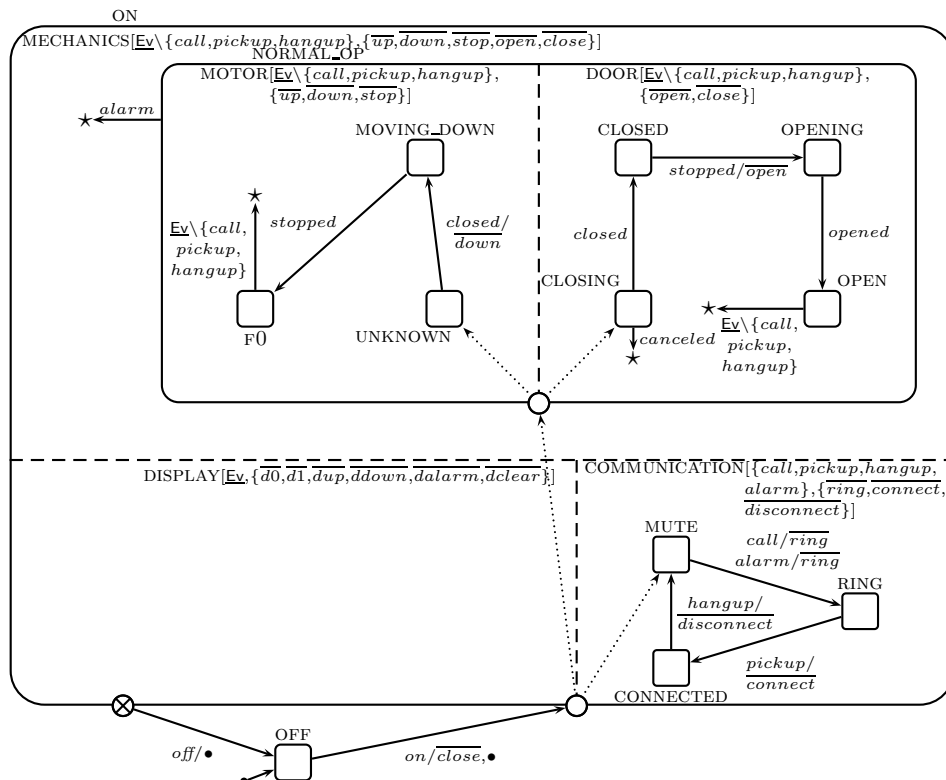 ON
MECHANICS[Ev\{call,pickup,hangup},{up,down,stop,open,close}]
NORMAL_OP
MOTOR[Ev\{call,pickup,hangup},
{up,down,stop}]
DOOR[Ev\{call,pickup,hangup},
{open,close}]
alarm
MOVING_DOWN
CLOSED
OPENING
stopped/open
stopped
Ev\{call,
pickup,
hangup}
closed/
down
closed
opened
CLOSING
OPEN
F0
UNKNOWN
canceled
Ev\{call,
pickup,
hangup}
DISPLAY[Ev,{d0,d1,dup,ddown,dalarm,dclear}]
COMMUNICATION[{call,pickup,hangup,
alarm},{ring,connect,
disconnect}]
MUTE
call/ring
alarm/ring
RING
hangup/
disconnect
pickup/
connect
CONNECTED
OFF
off/•
on/close,•